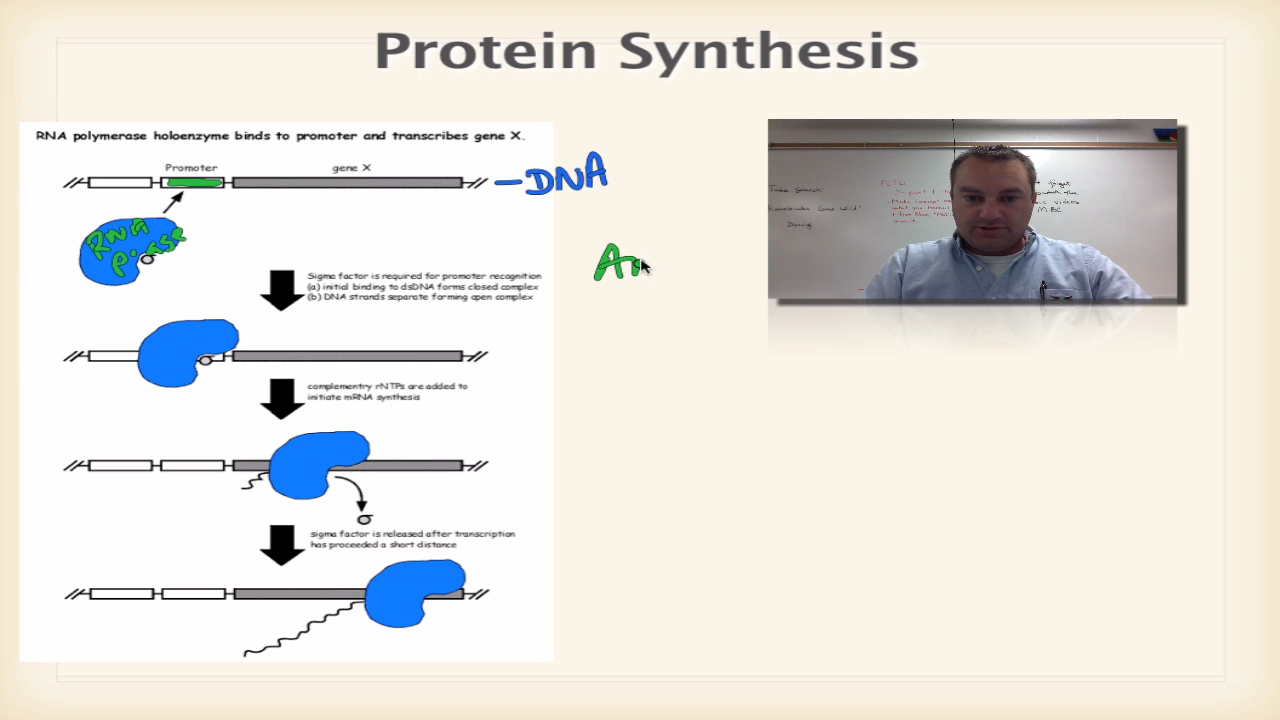 Protein Synthesis
RNA polymerase holoenzyme binds to promoter and transcribes gene X.
Promoter
gene X
DNA
RNA
P.ase
Sigma factor is required for promoter recognition
(a) initial binding to dsDNA forms closed complex
(b) DNA strands separate forming open complex
complementry rNTPs are added to
initiate mRNA synthesis
sigma factor is released after transcription
has proceeded a short distance